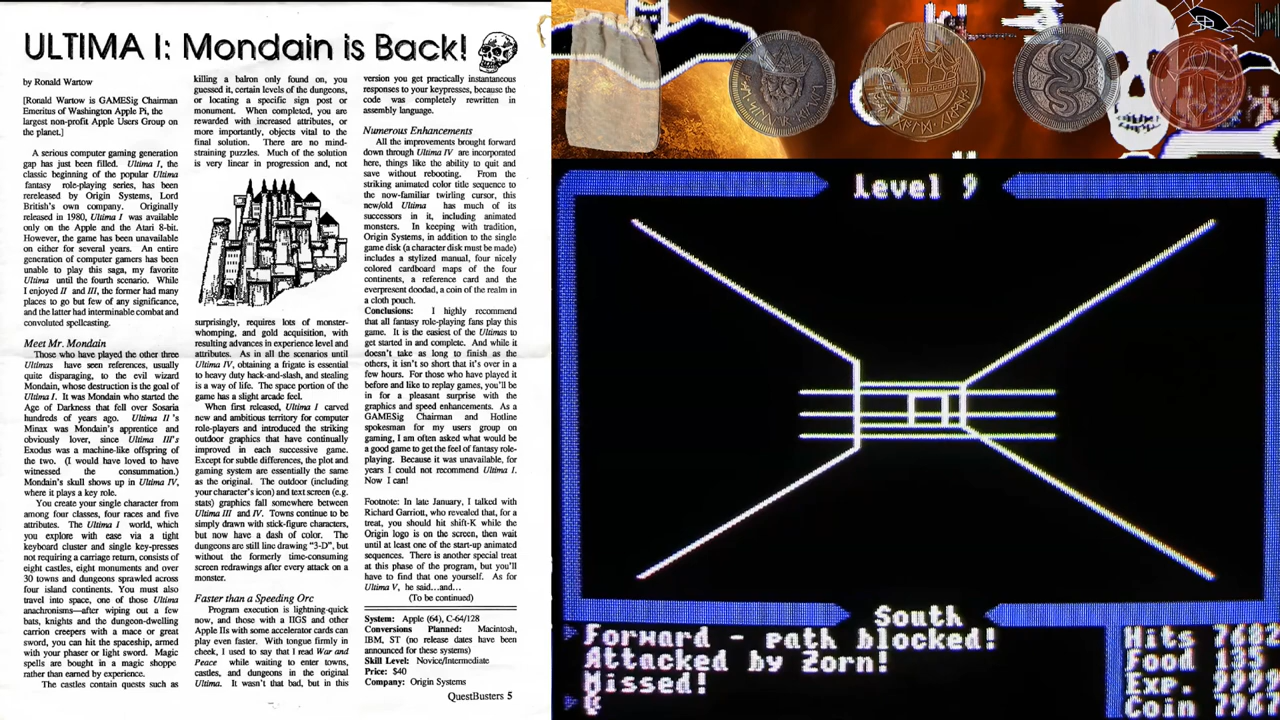 ULTIMA I: Mondain is Back!
by Ronald Wartow
[Ronald Wartow is GAMESig Chairman
Emeritus of Washington Apple Pi, the
largest non-profit Apple Users Group on
the planet.]
A serious computer gaming generation
gap has just been filled. Ultima I, the
classic beginning of the popular Ultima
fantasy role-playing series, has been
rereleased by Origin Systems, Lord
British's own company. Originally
released in 1980, Ultima I was available
only on the Apple and the Atari 8-bit.
However, the game has been unavailable
on either for several years. An entire
generation of computer gamers has been
unable to play this saga, my favorite
Ultima until the fourth scenario. While
I enjoyed II and III, the former had many
places to go but few of any significance,
and the latter had interminable combat and
convoluted spellcasting.
Meet Mr. Mondain
Those who have played the other three
Ultimas have seen references, usually
quite disparaging, to the evil wizard
Mondain, whose destruction is the goal of
Ultima I. It was Mondain who started the
Age of Darkness that fell over Sosaria
hundreds of years ago. Ultima II's
Minax was Mondain's apprentice and
obviously lover, since Ultima III's
Exodus was a machine-like offspring of
the two. (I would have loved to have
witnessed the consummation.)
Mondain's skull shows up in Ultima IV,
where it plays a key role.
You create your single character from
among four classes, four races and five
attributes. The Ultima I world, which
you explore with ease via a tight
keyboard cluster and single key-presses
not requiring a carriage return, consists of
eight castles, eight monuments and over
30 towns and dungeons sprawled across
four island continents. You must also
travel into space, one of those Ultima
anachronisms—after wiping out a few
bats, knights and the dungeon-dwelling
carrion creepers with a mace or great
sword, you can hit the spaceship, armed
with your phaser or light sword. Magic
spells are bought in a magic shoppe
rather than earned by experience.
The castles contain quests such as
killing a balron only found on, you
guessed it, certain levels of the dungeons,
or locating a specific sign post or
monument. When completed, you are
rewarded with increased attributes, or
more importantly, objects vital to the
final solution. There are no mind-
straining puzzles. Much of the solution
is very linear in progression and, not
surprisingly, requires lots of monster-
whomping, and gold acquisition, with
resulting advances in experience level and
attributes. As in all the scenarios until
Ultima IV, obtaining a frigate is essential
to heavy duty hack-and-slash, and stealing
is a way of life. The space portion of the
game has a slight arcade feel.
When first released, Ultima I carved
new and ambitious territory for computer
role-players and introduced the striking
outdoor graphics that have continually
improved in each successive game.
Except for subtle differences, the plot and
gaming system are essentially the same
as the original. The outdoor (including
your character's icon) and text screen (e.g.
stats) graphics fall somewhere between
Ultima III and IV. Towns continue to be
simply drawn with stick-figure characters,
but now have a dash of color. The
dungeons are still line drawing "3-D", but
without the formerly time-consuming
screen redrawings after every attack on a
monster.
Faster than a Speeding Orc
Program execution is lightning-quick
now, and those with a IIGS and other
Apple IIs with some accelerator cards can
play even faster. With tongue firmly in
cheek, I used to say that I read War and
Peace while waiting to enter towns,
castles, and dungeons in the original
Ultima. It wasn't that bad, but in this
version you get practically instantaneous
responses to your keypresses, because the
code was completely rewritten in
assembly language.
Numerous Enhancements
All the improvements brought forward
down through Ultima IV are incorporated
here, things like the ability to quit and
save without rebooting. From the
striking animated color title sequence to
the now-familiar twirling cursor, this
new/old Ultima has much of its
successors in it, including animated
monsters. In keeping with tradition,
Origin Systems, in addition to the single
game disk (a character disk must be made)
includes a stylized manual, four nicely
colored cardboard maps of the four
continents, a reference card and the
everpresent doodad, a coin of the realm in
a cloth pouch.
Conclusions: I highly recommend
that all fantasy role-playing fans play this
game. It is the easiest of the Ultimas to
get started in and complete. And while it
doesn't take as long to finish as the
others, it isn't so short that it's over in a
few hours. For those who have played it
before and like to replay games, you'll be
in for a pleasant surprise with the
graphics and speed enhancements. As a
GAMESig Chairman and Hotline
spokesman for my users group on
gaming, I am often asked what would be
a good game to get the feel of fantasy role-
playing. Because it was unavailable, for
years I could not recommend Ultima I.
Now I can!
Footnote: In late January, I talked with
Richard Garriott, who revealed that, for a
treat, you should hit shift-K while the
Origin logo is on the screen, then wait
until at least one of the start-up animated
sequences. There is another special treat
at this phase of the program, but you'll
have to find that one yourself. As for
Ultima V, he said...and...
(To be continued)
System: Apple (64), C-64/128
Conversions Planned: Macintosh,
IBM, ST (no release dates have been
announced for these systems)
Skill Level: Novice/Intermediate
Price: $40
Company: Origin Systems
QuestBusters 5
Level 9
South
Forward - Path blocked!
Attacked by Zorn!
Missed!
Food
Exp.
Coin